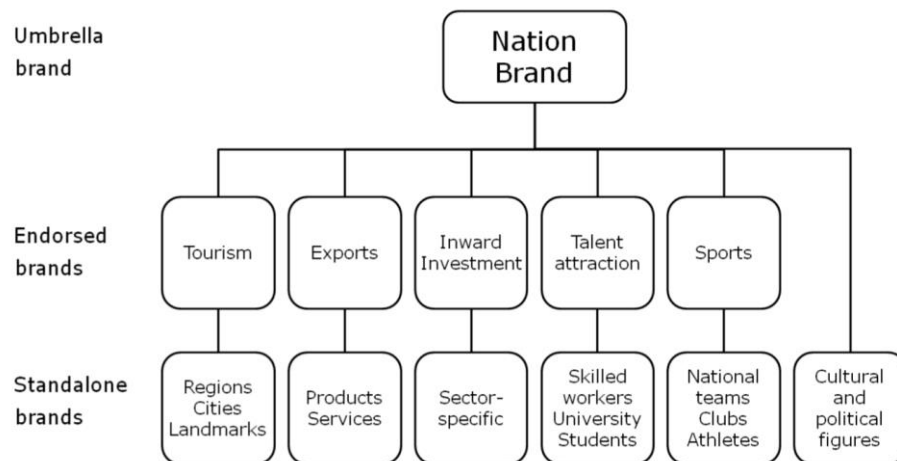 Umbrella
brand
Nation
Brand
Endorsed
brands
Tourism
Exports
Inward
Investment
Talent
attraction
Sports
Standalone
brands
Regions
Cities
Landmarks
Products
Services
Sector-
specific
Skilled
workers
University
Students
National
teams
Clubs
Athletes
Cultural
and
political
figures